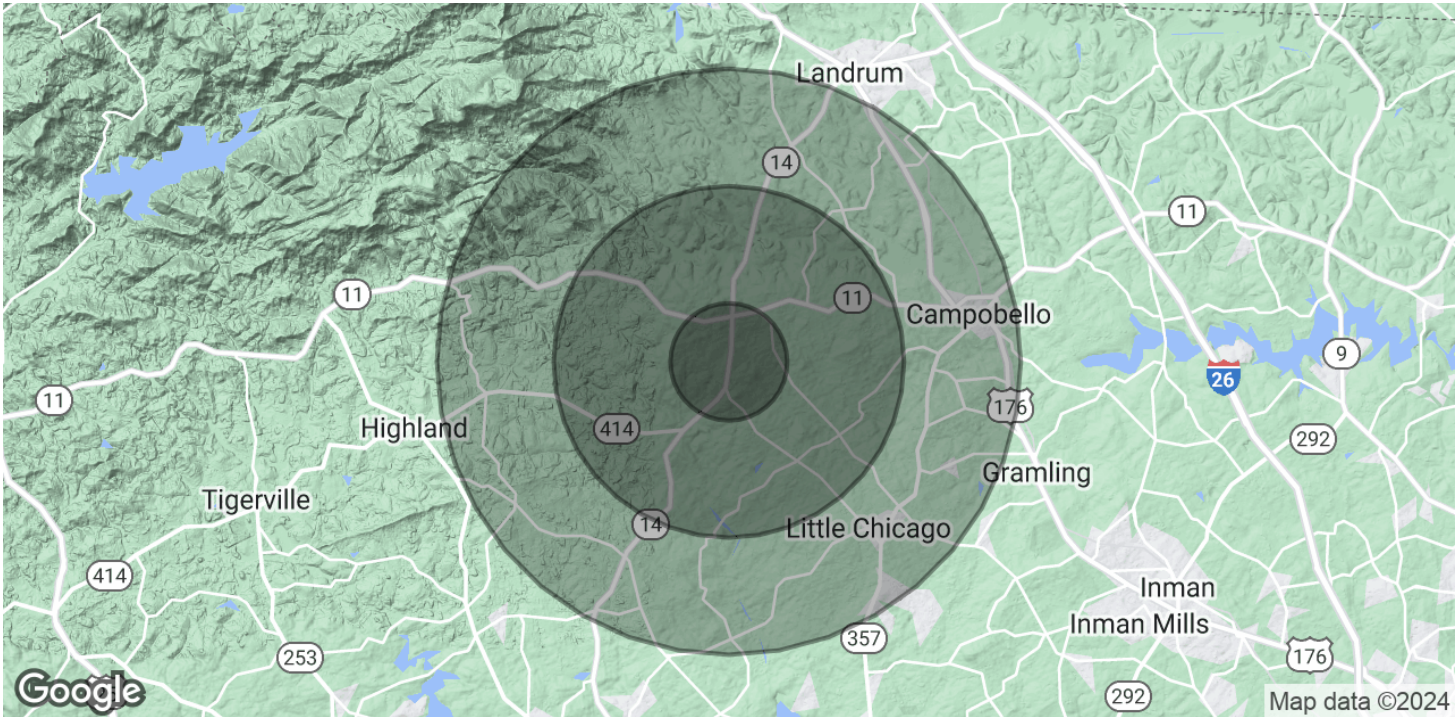 Landrum
14
11
11
11
Campobello
9
26
11
176
Highland
414
292
Gramling
Tigerville
14
Little Chicago
414
Inman
Inman Mills
357
253
176
Google
292
Map data ©2024